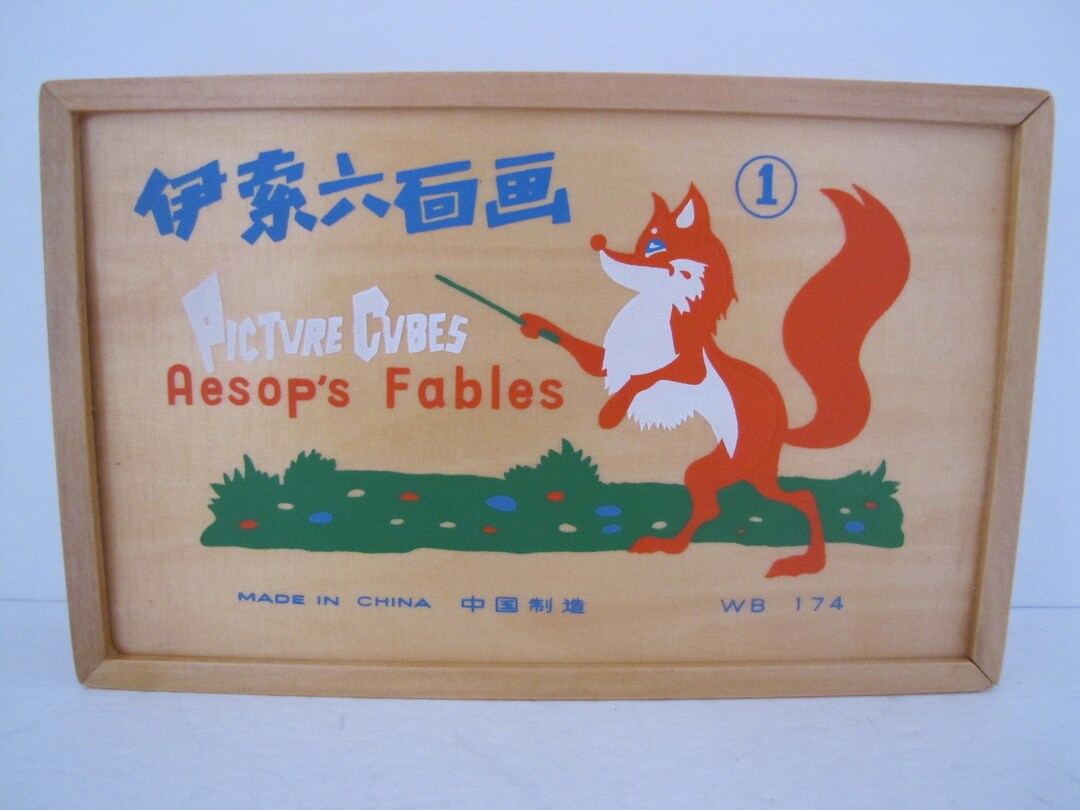 伊索六面画
①
PICTURE CUBES
Aesop's Fables
MADE IN CHINA 中国制造
WB 174